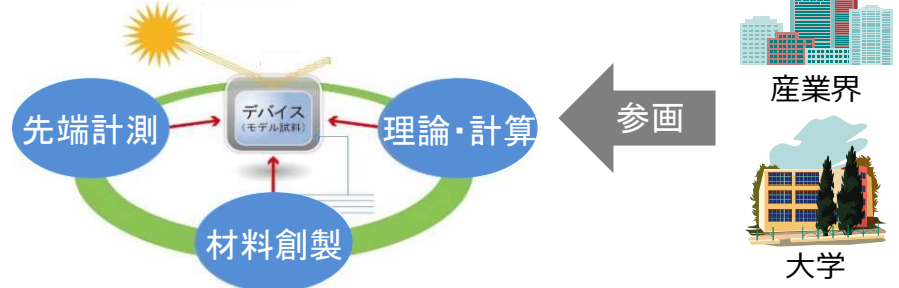 先端計測
デバイス
(モデル試料)
理論・計算
材料創製
参画
産業界
大学